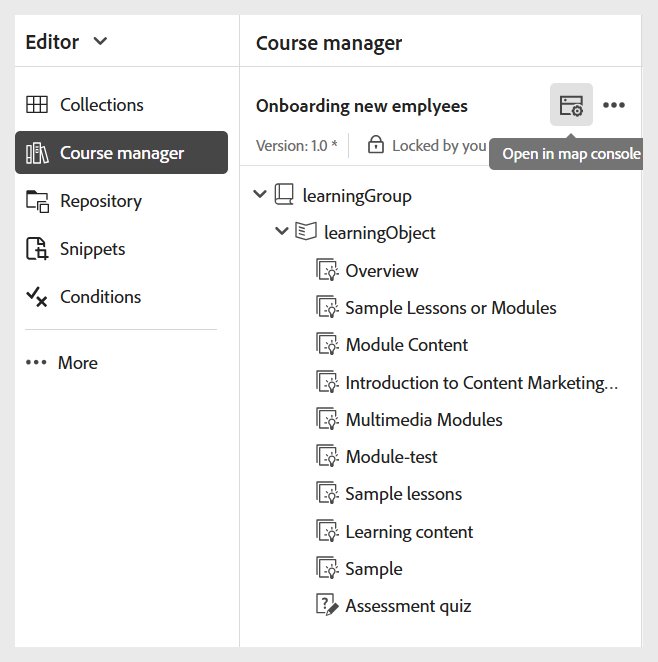 Editor
Collections
Course manager
Repository
Snippets
Conditions
More
Course manager
Onboarding new emplyees
Version: 1.0 *
Locked by you
Open in map console
learningGroup
learningObject
Overview
Sample Lessons or Modules
Module Content
Introduction to Content Marketing...
Multimedia Modules
Module-test
Sample lessons
Learning content
Sample
Assessment quiz